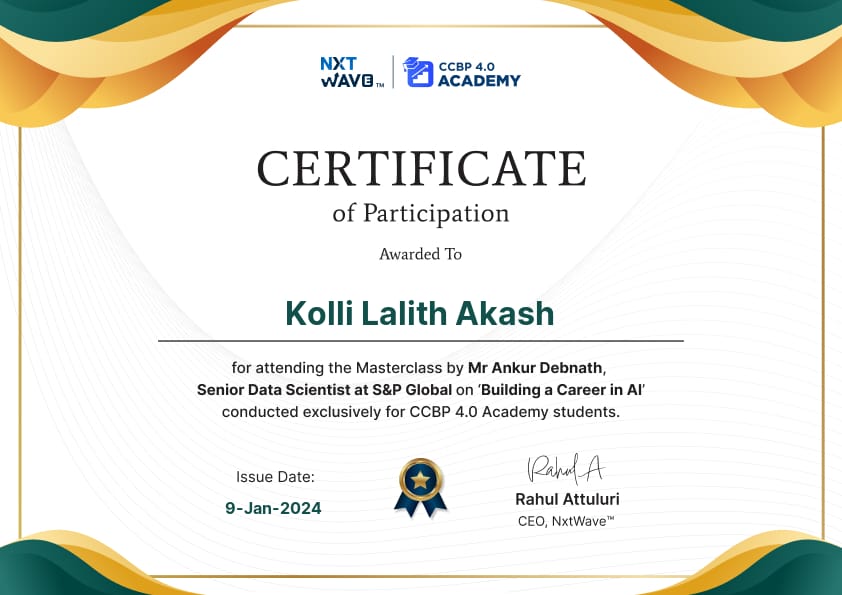 NXT WAVE™ CCBP 4.0 ACADEMY
CERTIFICATE
of Participation
Awarded To
Kolli Lalith Akash
for attending the Masterclass by Mr Ankur Debnath,
Senior Data Scientist at S&P Global on ‘Building a Career in AI’
conducted exclusively for CCBP 4.0 Academy students.
Issue Date:
9-Jan-2024
Rahul A
Rahul Attuluri
CEO, NxtWave™